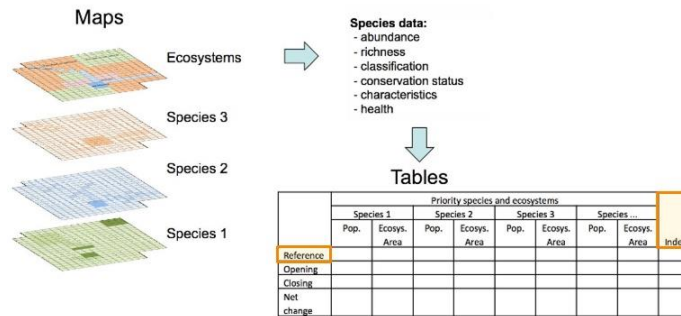 Maps
Ecosystems
Species 3
Species 2
Species 1
Species data:
- abundance
- richness
- classification
- conservation status
- characteristics
- health
Tables
Priority species and ecosystems
Species 1 Species 2 Species 3 Species ...
Pop. Ecosys. Area Pop. Ecosys. Area Pop. Ecosys. Area Pop. Ecosys. Area Inde
Reference
Opening
Closing
Net
change